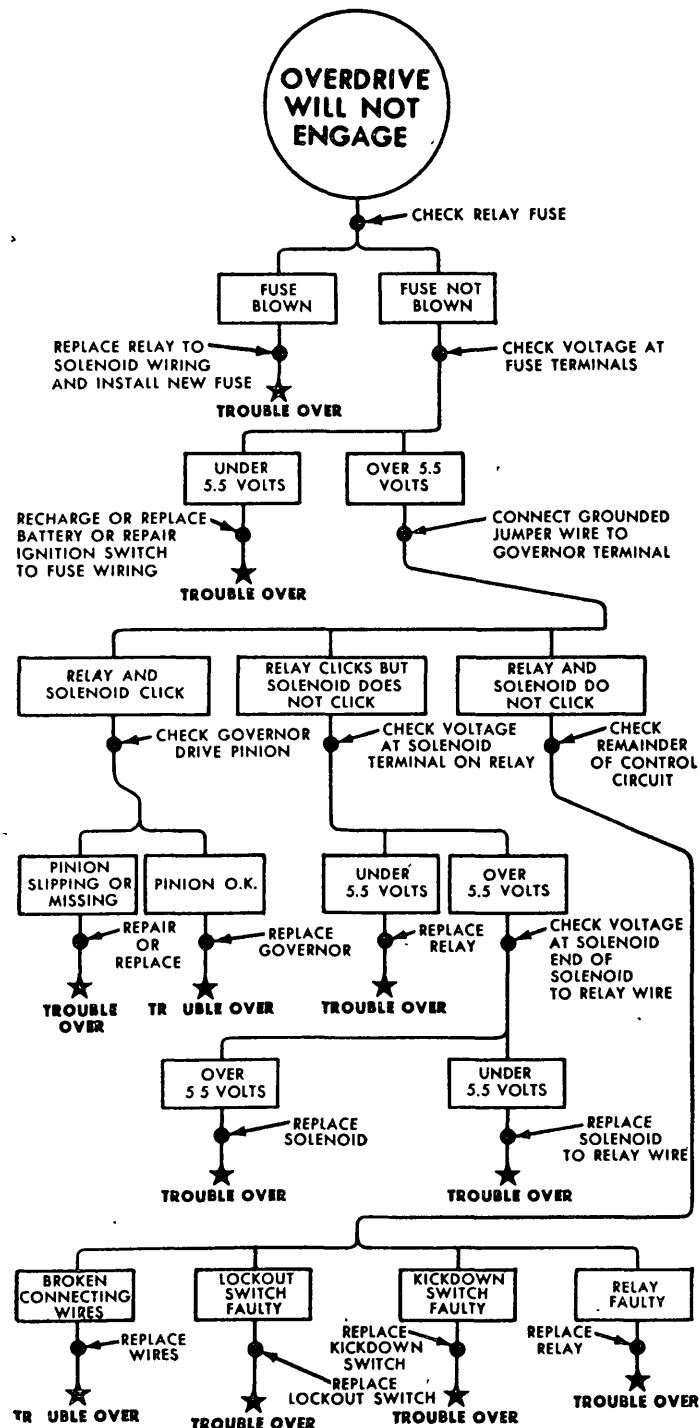 OVERDRIVE
WILL NOT
ENGAGE
CHECK RELAY FUSE
FUSE
BLOWN
FUSE NOT
BLOWN
REPLACE RELAY TO
SOLENOID WIRING
AND INSTALL NEW FUSE
CHECK VOLTAGE AT
FUSE TERMINALS
TROUBLE OVER
UNDER
5.5 VOLTS
OVER 5.5
VOLTS
RECHARGE OR REPLACE
BATTERY OR REPAIR
IGNITION SWITCH
TO FUSE WIRING
CONNECT GROUNDED
JUMPER WIRE TO
GOVERNOR TERMINAL
TROUBLE OVER
RELAY AND
SOLENOID CLICK
RELAY CLICKS BUT
SOLENOID DOES
NOT CLICK
RELAY AND
SOLENOID DO
NOT CLICK
CHECK GOVERNOR
DRIVE PINION
CHECK VOLTAGE
AT SOLENOID
TERMINAL ON RELAY
CHECK
REMAINDER
OF CONTROL
CIRCUIT
PINION
SLIPPING OR
MISSING
PINION O.K.
UNDER
5.5 VOLTS
OVER
5.5 VOLTS
REPAIR
OR
REPLACE
REPLACE
GOVERNOR
REPLACE
RELAY
CHECK VOLTAGE
AT SOLENOID
END OF
SOLENOID
TO RELAY WIRE
TROUBLE
OVER
TR UBLE OVER
TROUBLE OVER
OVER
5 5 VOLTS
UNDER
5.5 VOLTS
REPLACE
SOLENOID
REPLACE
SOLENOID
TO RELAY WIRE
TROUBLE OVER
TROUBLE OVER
BROKEN
CONNECTING
WIRES
LOCKOUT
SWITCH
FAULTY
KICKDOWN
SWITCH
FAULTY
RELAY
FAULTY
REPLACE
WIRES
REPLACE
LOCKOUT SWITCH
REPLACE
KICKDOWN
SWITCH
REPLACE
RELAY
TR UBLE OVER
TROUBLE OVER
TROUBLE OVER
TROUBLE OVER